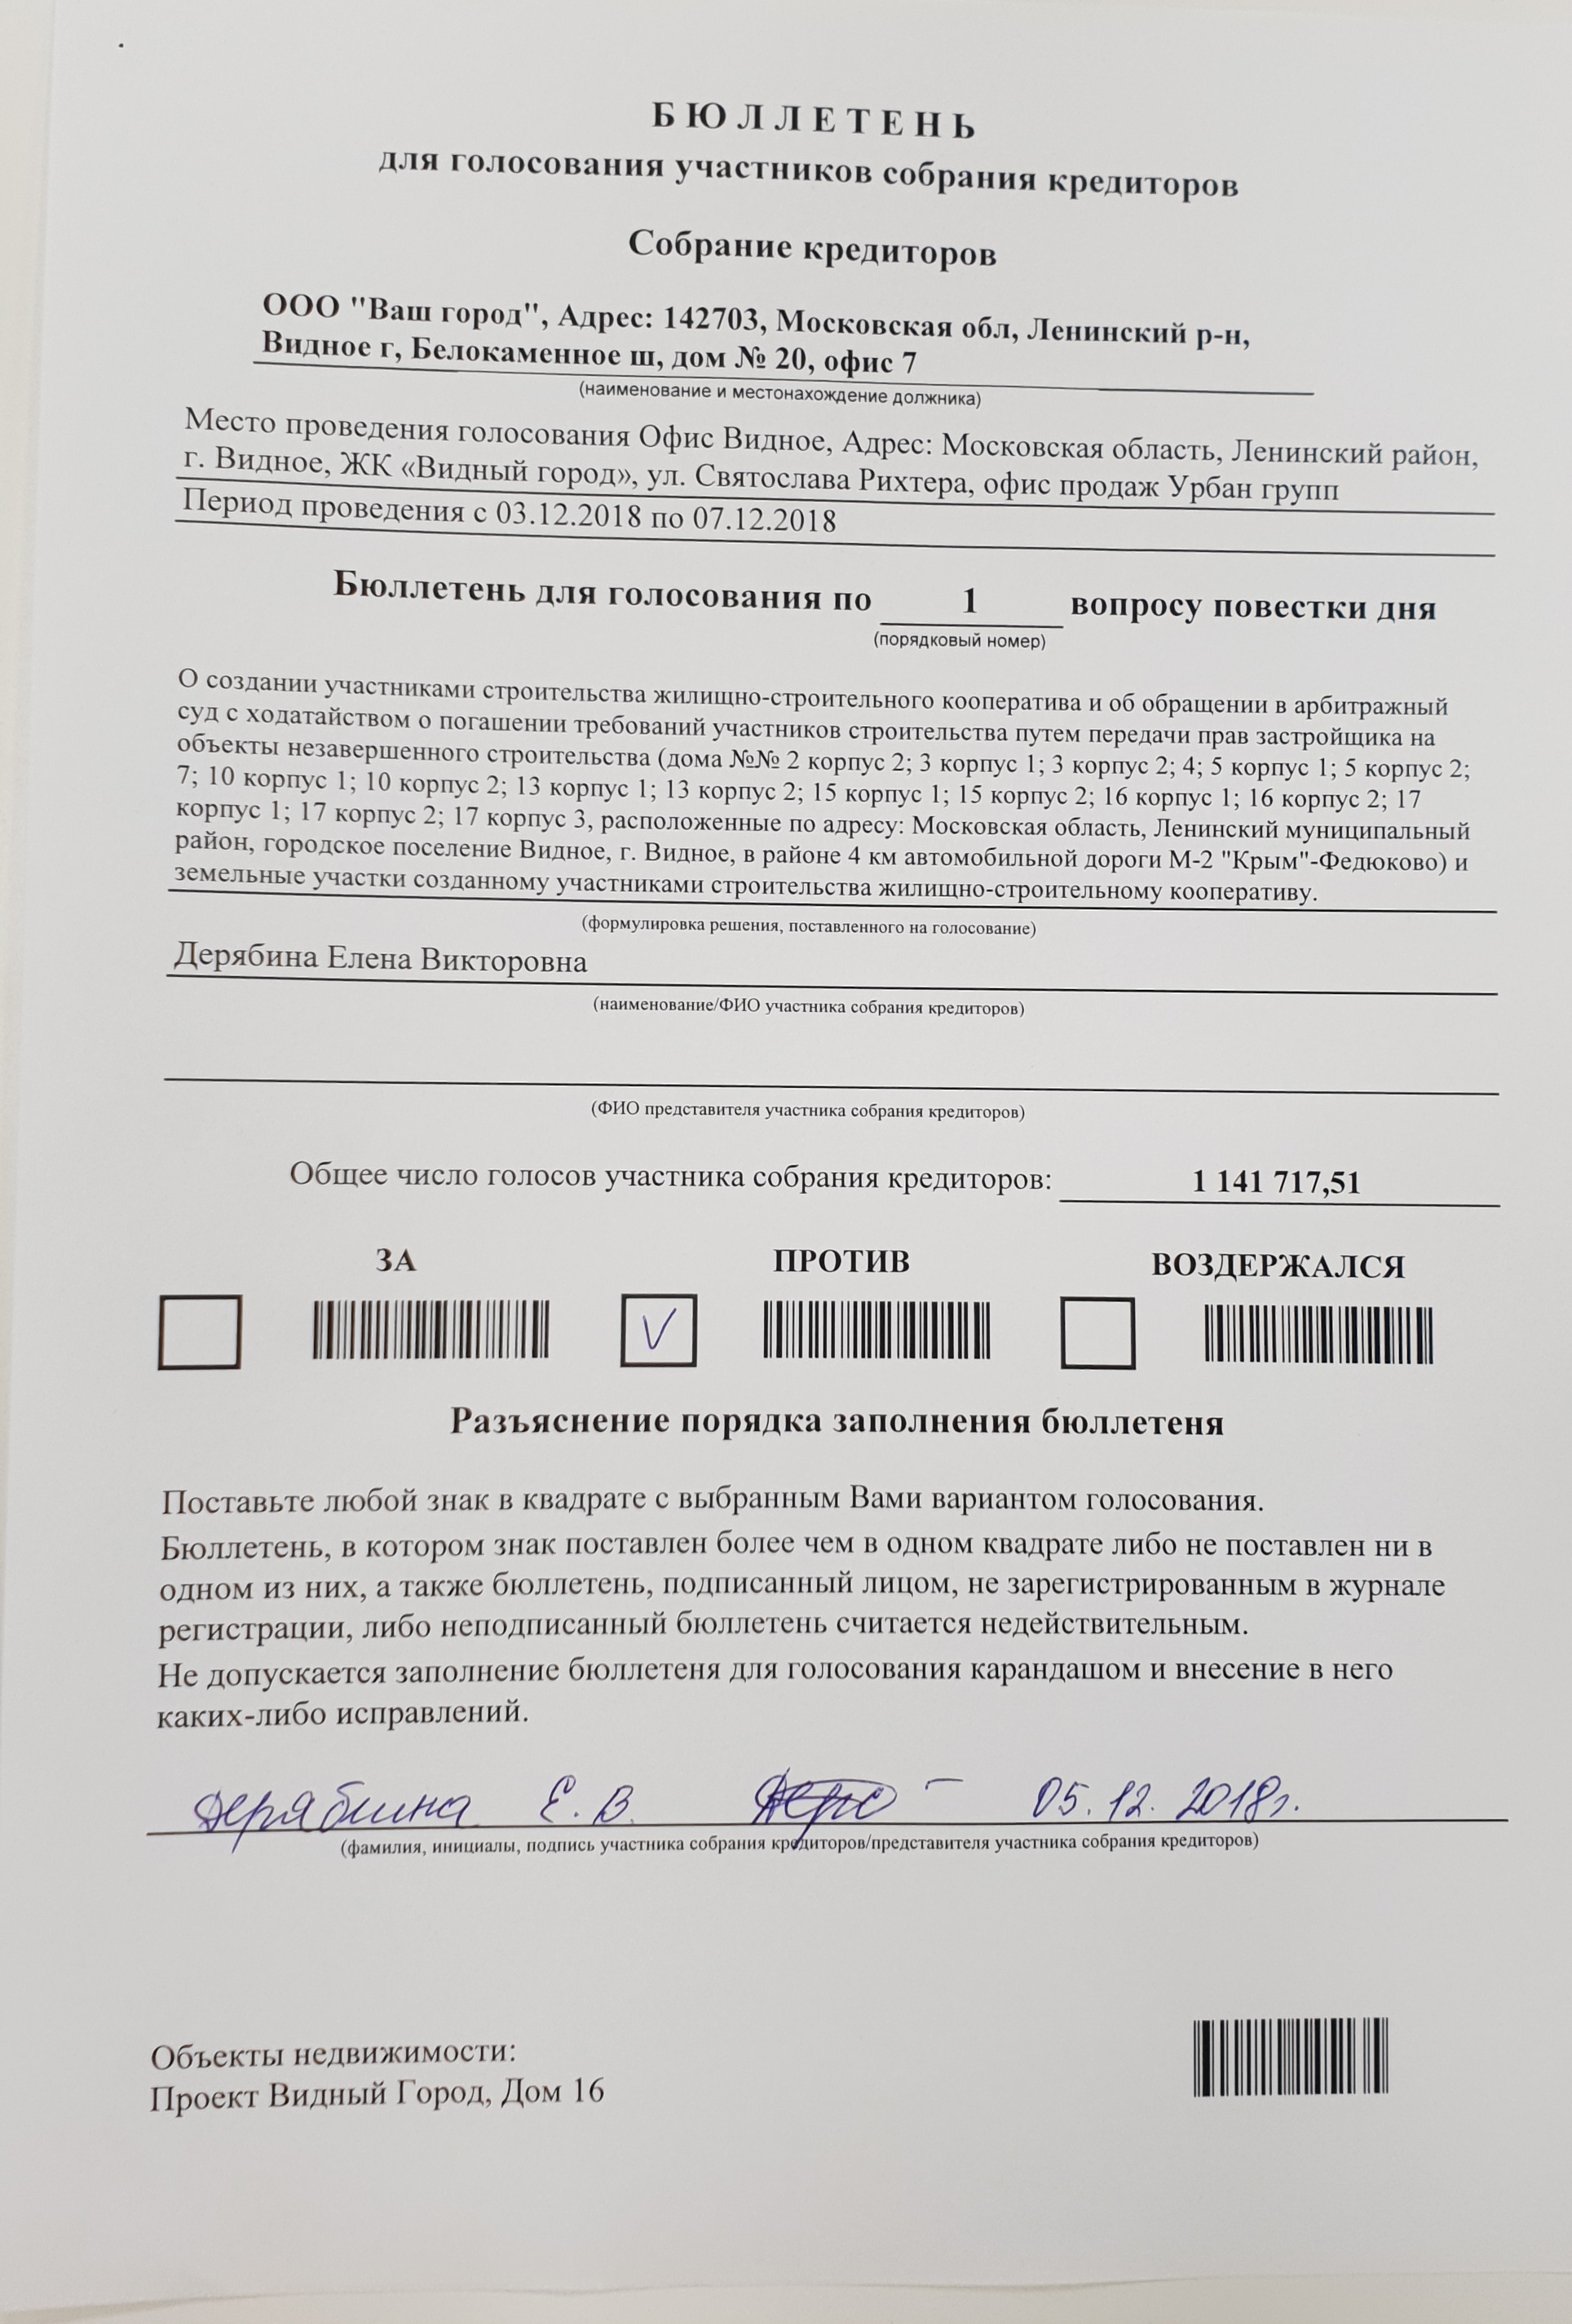 БЮЛЛЕТЕНЬ
для голосования участников собрания кредиторов
Собрание кредиторов
ООО "Ваш город", Адрес: 142703, Московская обл, Ленинский р-н,
Видное г, Белокаменное ш, дом № 20, офис 7
(наименование и местонахождение должника)
Место проведения голосования Офис Видное, Адрес: Московская область, Ленинский район,
г. Видное, ЖК «Видный город», ул. Святослава Рихтера, офис продаж Урбан групп
Период проведения с 03.12.2018 по 07.12.2018
Бюллетень для голосования по 1 вопросу повестки дня
(порядковый номер)
О создании участниками строительства жилищно-строительного кооператива и об обращении в арбитражный
суд с ходатайством о погашении требований участников строительства путем передачи прав застройщика на
объекты незавершенного строительства (дома №№ 2 корпус 2; 3 корпус 1; 3 корпус 2; 4; 5 корпус 1; 5 корпус 2;
7; 10 корпус 1; 10 корпус 2; 13 корпус 1; 13 корпус 2; 15 корпус 1; 15 корпус 2; 16 корпус 1; 16 корпус 2; 17
корпус 1; 17 корпус 2; 17 корпус 3, расположенные по адресу: Московская область, Ленинский муниципальный
район, городское поселение Видное, г. Видное, в районе 4 км автомобильной дороги М-2 "Крым"-Федюково) и
земельные участки созданному участниками строительства жилищно-строительному кооперативу.
(формулировка решения, поставленного на голосование)
Дерябина Елена Викторовна
(наименование/ФИО участника собрания кредиторов)
(ФИО представителя участника собрания кредиторов)
Общее число голосов участника собрания кредиторов: 1 141 717,51
ЗА ПРОТИВ ВОЗДЕРЖАЛСЯ
Разъяснение порядка заполнения бюллетеня
Поставьте любой знак в квадрате с выбранным Вами вариантом голосования.
Бюллетень, в котором знак поставлен более чем в одном квадрате либо не поставлен ни в
одном из них, а также бюллетень, подписанный лицом, не зарегистрированным в журнале
регистрации, либо неподписанный бюллетень считается недействительным.
Не допускается заполнение бюллетеня для голосования карандашом и внесение в него
каких-либо исправлений.
Дерябина Е. В. 05.12.2018г.
(фамилия, инициалы, подпись участника собрания кредиторов/представителя участника собрания кредиторов)
Объекты недвижимости:
Проект Видный Город, Дом 16